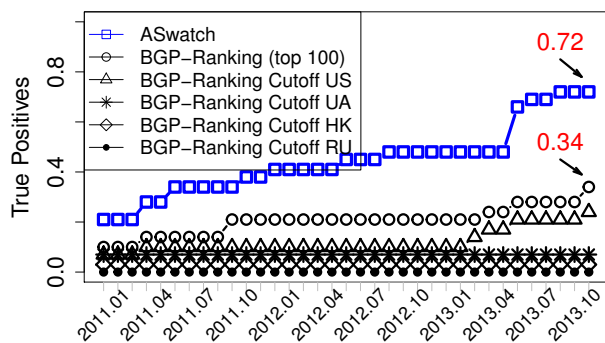 ASwatch
BGP−Ranking (top 100)
BGP−Ranking Cutoff US
BGP−Ranking Cutoff UA
BGP−Ranking Cutoff HK
BGP−Ranking Cutoff RU
0.72
0.34
True Positives
0.8
0.4
0.0
2011.01
2011.04
2011.07
2011.10
2012.01
2012.04
2012.07
2012.10
2013.01
2013.04
2013.07
2013.10